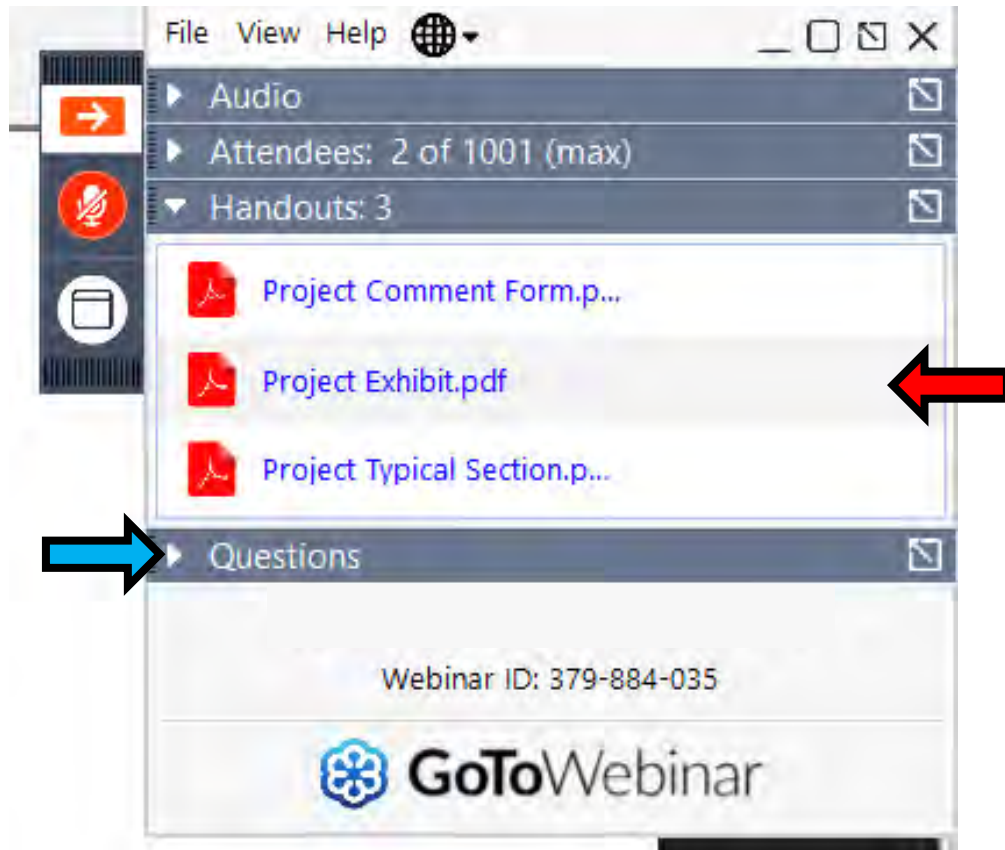 File View Help
Audio
Attendees: 2 of 1001 (max)
Handouts: 3
Project Comment Form.p...
Project Exhibit.pdf
Project Typical Section.p...
Questions
Webinar ID: 379-884-035
GoToWebinar